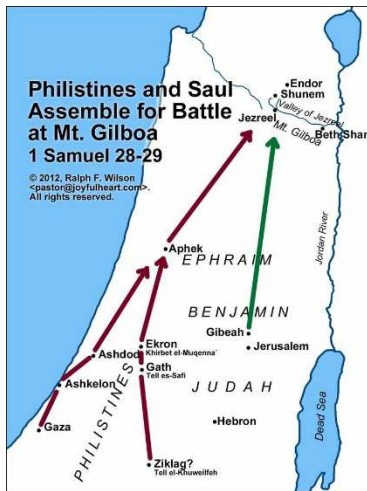 Philistines and Saul
Assemble for Battle
at Mt. Gilboa
1 Samuel 28-29
© 2012, Ralph F. Wilson
<pastor@joyfulheart.com>.
All rights reserved.
Endor
Shunem
Valley of Jezreel
Jezreel
Mt. Gilboa
Beth Shan
Jordan River
Aphek
EPHRAIM
BENJAMIN
Gibeah
Jerusalem
Ekron
Khirbet el-Muqenna`
Ashdod
Gath
Tell es-Safi
Ashkelon
JUDAH
PHILISTINES
Gaza
Hebron
Dead Sea
Ziklag?
Tell el-Khuweilfeh